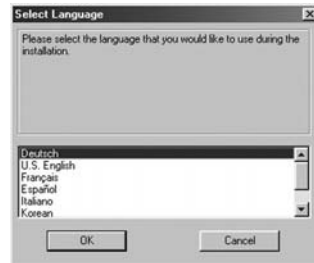 Select Language
Please select the language that you would like to use during the
installation.
Deutsch
U.S. English
Français
Español
Italiano
Korean
OK
Cancel